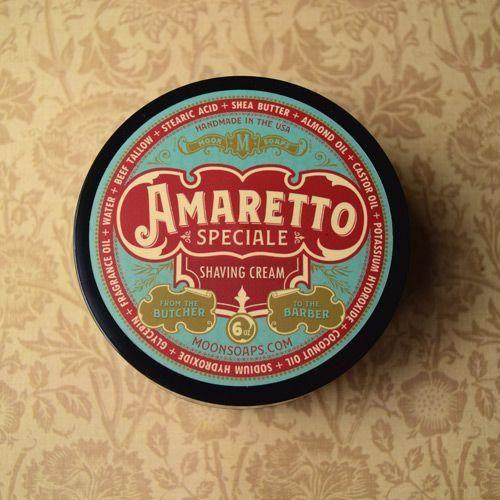 WATER + BEEF TALLOW + STEARIC ACID + SHEA BUTTER + ALMOND OIL + CASTOR OIL + POTASSIUM HYDROXIDE + COCONUT OIL + SODIUM HYDROXIDE + GLYCERIN + FRAGRANCE OIL +
HANDMADE IN THE USA
MOON M SOAPS
AMARETTO
SPECIALE
SHAVING CREAM
FROM THE BUTCHER
TO THE BARBER
6 OZ
MOONSOAPS.COM